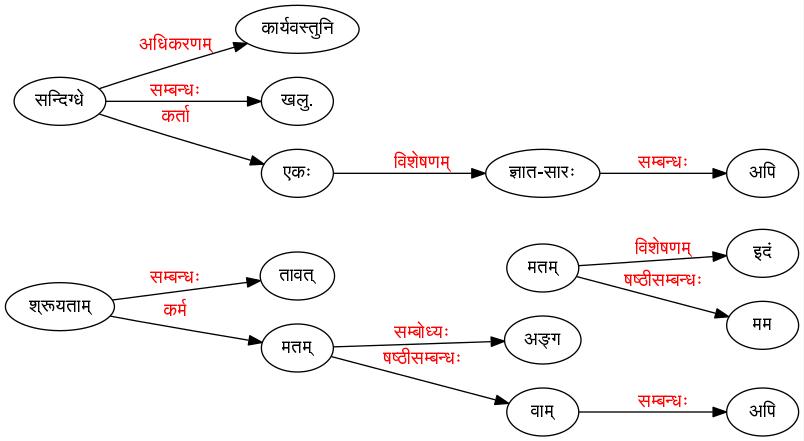 कार्यवस्तुनि
अधिकरणम्
सन्दिग्धे
सम्बन्धः
खलु.
कर्ता
एकः
विशेषणम्
ज्ञात-सारः
सम्बन्धः
अपि
मतम्
विशेषणम्
इदं
षष्ठीसम्बन्धः
मम
श्रूयताम्
सम्बन्धः
तावत्
कर्म
मतम्
सम्बोध्यः
अङ्ग
षष्ठीसम्बन्धः
वाम्
सम्बन्धः
अपि